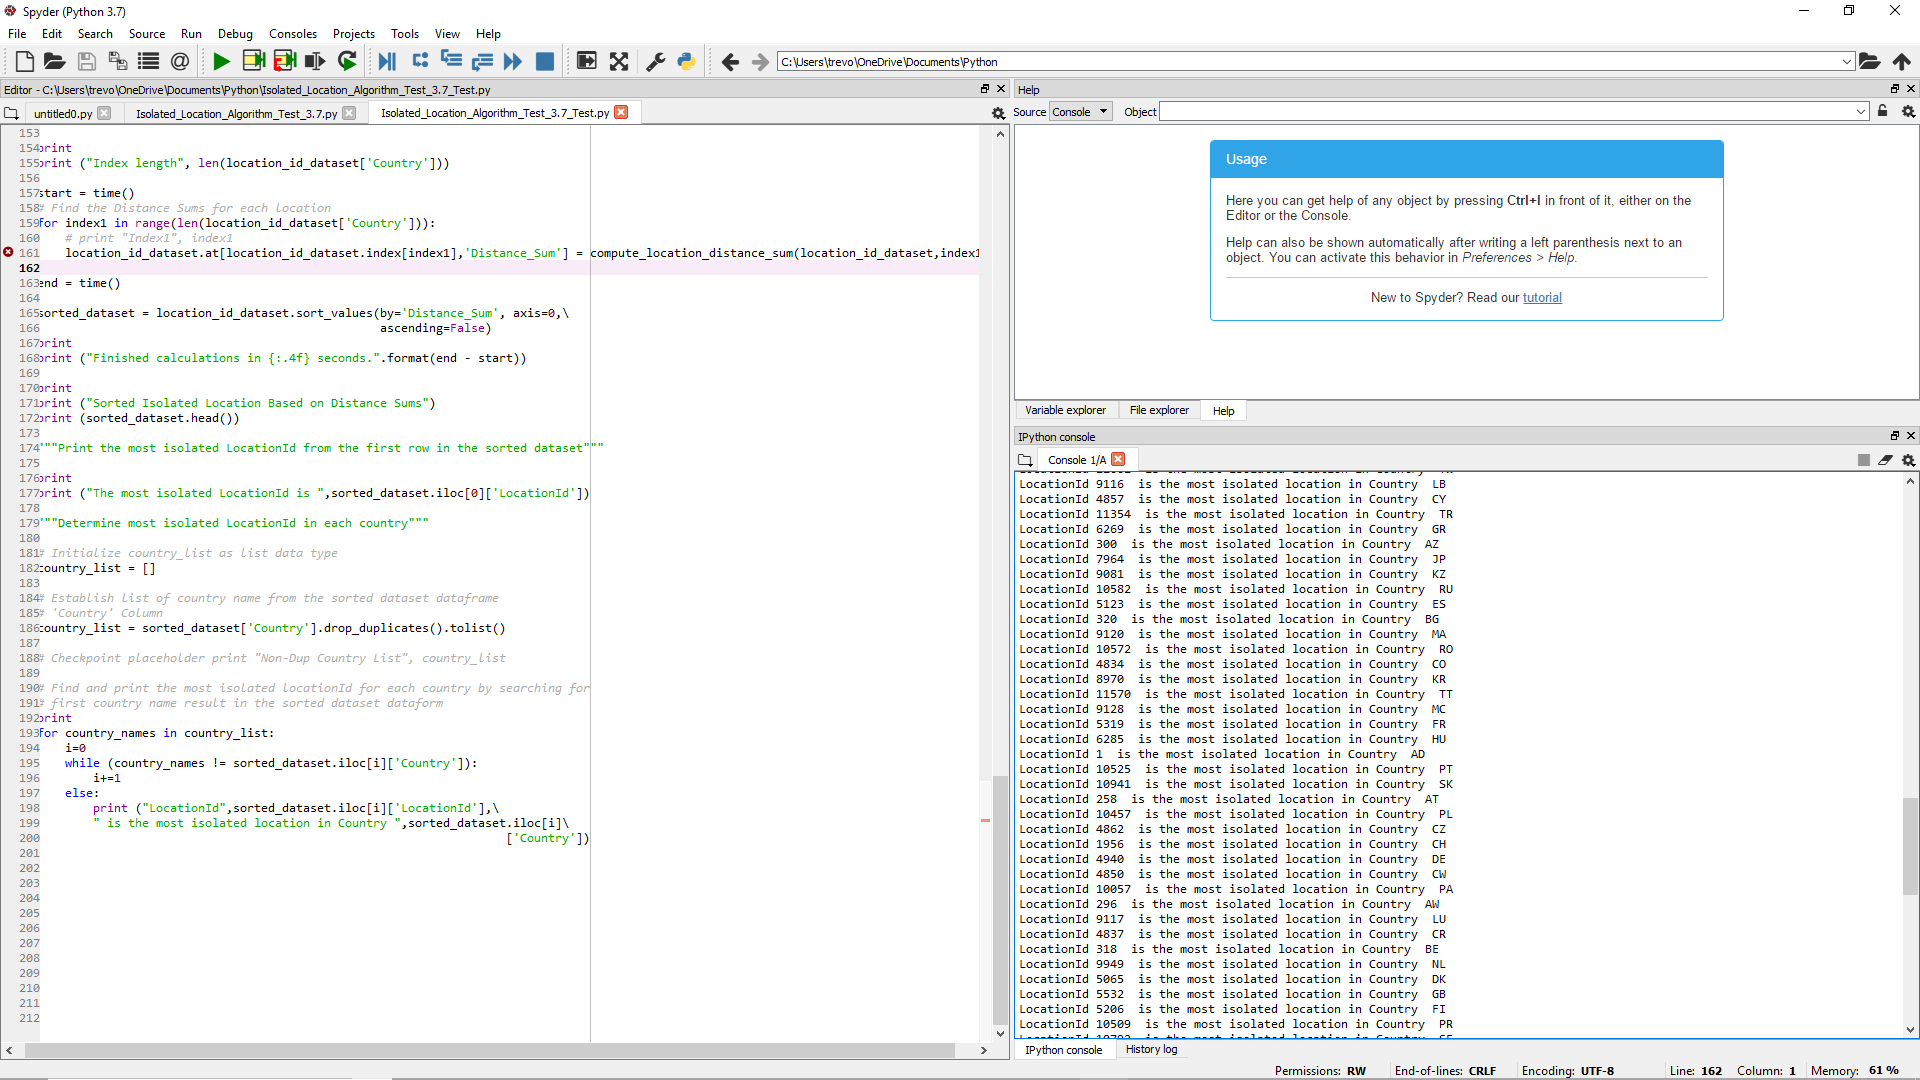 Spyder (Python 3.7)
File Edit Search Source Run Debug Consoles Projects Tools View Help
C:\Users\trevo\OneDrive\Documents\Python
Editor - C:\Users\trevo\OneDrive\Documents\Python\Isolated_Location_Algorithm_Test_3.7_Test.py
untitled0.py Isolated_Location_Algorithm_Test_3.7.py Isolated_Location_Algorithm_Test_3.7_Test.py
153
154 print
155 print ("Index length", len(location_id_dataset['Country']))
156
157 start = time()
158 # Find the Distance Sums for each location
159 for index1 in range(len(location_id_dataset['Country'])):
160     # print "Index1", index1
161     location_id_dataset.at[location_id_dataset.index[index1],'Distance_Sum'] = compute_location_distance_sum(location_id_dataset,index1
162
163 end = time()
164
165 sorted_dataset = location_id_dataset.sort_values(by='Distance_Sum', axis=0,\
166 ascending=False)
167 print
168 print ("Finished calculations in {:.4f} seconds.".format(end - start))
169
170 print
171 print ("Sorted Isolated Location Based on Distance Sums")
172 print (sorted_dataset.head())
173
174 """Print the most isolated LocationId from the first row in the sorted dataset"""
175
176 print
177 print ("The most isolated LocationId is ",sorted_dataset.iloc[0]['LocationId'])
178
179 """Determine most isolated LocationId in each country"""
180
181 # Initialize country_list as list data type
182 country_list = []
183
184 # Establish list of country name from the sorted dataset dataframe
185 # 'Country' Column
186 country_list = sorted_dataset['Country'].drop_duplicates().tolist()
187
188 # Checkpoint placeholder print "Non-Dup Country List", country_list
189
190 # Find and print the most isolated locationId for each country by searching for
191 # first country name result in the sorted dataset dataform
192 print
193 for country_names in country_list:
194     i=0
195     while (country_names != sorted_dataset.iloc[i]['Country']):
196         i+=1
197     else:
198         print ("LocationId",sorted_dataset.iloc[i]['LocationId'],\
199         " is the most isolated location in Country ",sorted_dataset.iloc[i]\
200 ['Country'])
201
202
203
204
205
206
207
208
209
210
211
212
Help
Source Console Object
Usage
Here you can get help of any object by pressing Ctrl+I in front of it, either on the
Editor or the Console.
Help can also be shown automatically after writing a left parenthesis next to an
object. You can activate this behavior in Preferences > Help.
New to Spyder? Read our tutorial
Variable explorer File explorer Help
IPython console
Console 1/A
LocationId 9116  is the most isolated location in Country  LB
LocationId 4857  is the most isolated location in Country  CY
LocationId 11354  is the most isolated location in Country  TR
LocationId 6269  is the most isolated location in Country  GR
LocationId 300  is the most isolated location in Country  AZ
LocationId 7964  is the most isolated location in Country  JP
LocationId 9081  is the most isolated location in Country  KZ
LocationId 10582  is the most isolated location in Country  RU
LocationId 5123  is the most isolated location in Country  ES
LocationId 320  is the most isolated location in Country  BG
LocationId 9120  is the most isolated location in Country  MA
LocationId 10572  is the most isolated location in Country  RO
LocationId 4834  is the most isolated location in Country  CO
LocationId 8970  is the most isolated location in Country  KR
LocationId 11570  is the most isolated location in Country  TT
LocationId 9128  is the most isolated location in Country  MC
LocationId 5319  is the most isolated location in Country  FR
LocationId 6285  is the most isolated location in Country  HU
LocationId 1  is the most isolated location in Country  AD
LocationId 10525  is the most isolated location in Country  PT
LocationId 10941  is the most isolated location in Country  SK
LocationId 258  is the most isolated location in Country  AT
LocationId 10457  is the most isolated location in Country  PL
LocationId 4862  is the most isolated location in Country  CZ
LocationId 1956  is the most isolated location in Country  CH
LocationId 4940  is the most isolated location in Country  DE
LocationId 4850  is the most isolated location in Country  CW
LocationId 10057  is the most isolated location in Country  PA
LocationId 296  is the most isolated location in Country  AW
LocationId 9117  is the most isolated location in Country  LU
LocationId 4837  is the most isolated location in Country  CR
LocationId 318  is the most isolated location in Country  BE
LocationId 9949  is the most isolated location in Country  NL
LocationId 5065  is the most isolated location in Country  DK
LocationId 5532  is the most isolated location in Country  GB
LocationId 5206  is the most isolated location in Country  FI
LocationId 10509  is the most isolated location in Country  PR
IPython console History log
Permissions: RW End-of-lines: CRLF Encoding: UTF-8 Line: 162 Column: 1 Memory: 61 %